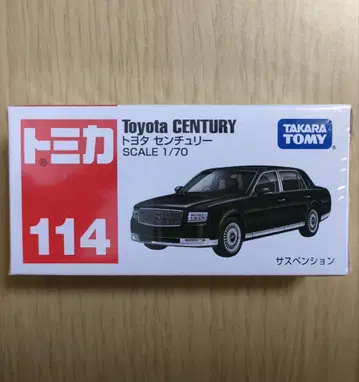 トミカ®
114
Toyota CENTURY
トヨタ センチュリー
SCALE 1/70
TAKARA
TOMY
サスペンション